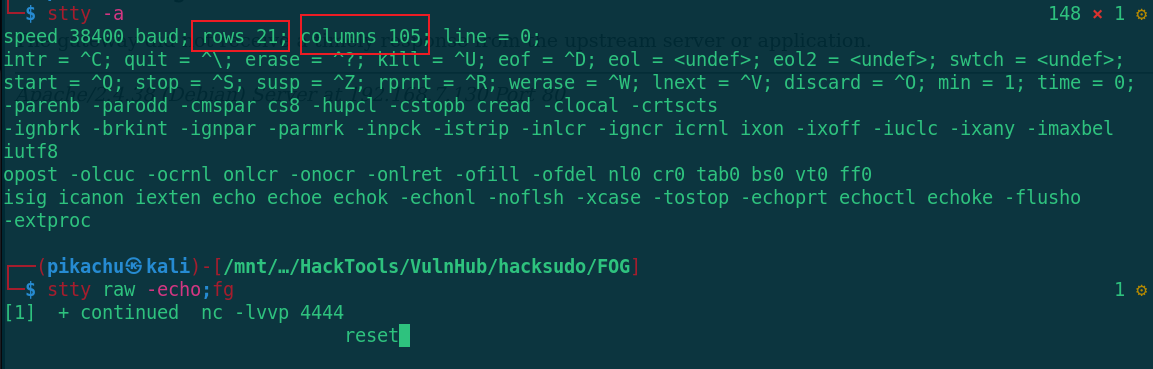 $ stty -a 148 × 1 ⚙
speed 38400 baud; rows 21; columns 105; line = 0;
intr = ^C; quit = ^\; erase = ^?; kill = ^U; eof = ^D; eol = <undef>; eol2 = <undef>; swtch = <undef>;
start = ^Q; stop = ^S; susp = ^Z; rprnt = ^R; werase = ^W; lnext = ^V; discard = ^O; min = 1; time = 0;
-parenb -parodd -cmspar cs8 -hupcl -cstopb cread -clocal -crtscts
-ignbrk -brkint -ignpar -parmrk -inpck -istrip -inlcr -igncr icrnl ixon -ixoff -iuclc -ixany -imaxbel
iutf8
opost -olcuc -ocrnl onlcr -onocr -onlret -ofill -ofdel nl0 cr0 tab0 bs0 vt0 ff0
isig icanon iexten echo echoe echok -echonl -noflsh -xcase -tostop -echoprt echoctl echoke -flusho
-extproc
(pikachu㉿kali)-[/mnt/…/HackTools/VulnHub/hacksudo/FOG]
$ stty raw -echo;fg 1 ⚙
[1]  + continued  nc -lvvp 4444
reset